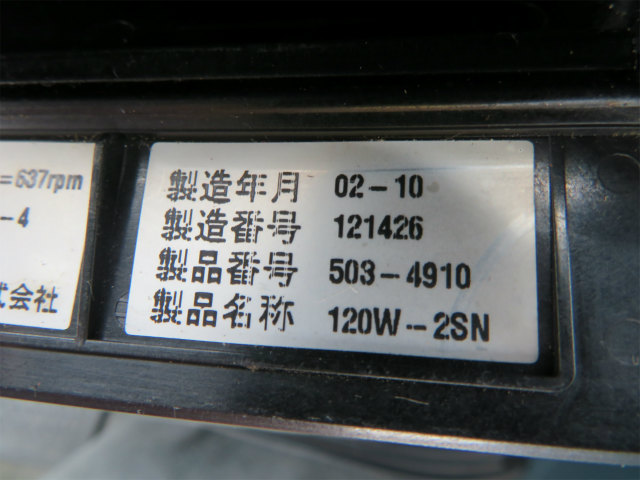 =637rpm
-4
式会社
製造年月 02-10
製造番号 121426
製品番号 503-4910
製品名称 120W-2SN